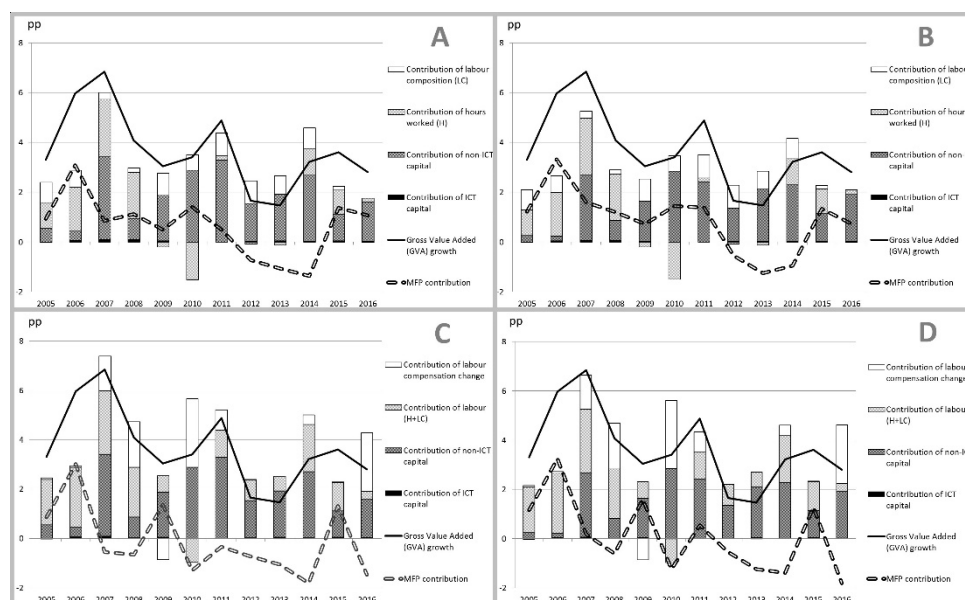 pp
A
8
6
4
2
0
-2
2005 2006 2007 2008 2009 2010 2011 2012 2013 2014 2015 2016
Contribution of labour
composition (LC)
Contribution of hours
worked (H)
Contribution of non-ICT
capital
Contribution of ICT
capital
Gross Value Added
(GVA) growth
MFP contribution
pp
B
8
6
4
2
0
-2
2005 2006 2007 2008 2009 2010 2011 2012 2013 2014 2015 2016
Contribution of labour
composition (LC)
Contribution of hours
worked (H)
Contribution of non-
capital
Contribution of ICT
capital
Gross Value Added
(GVA) growth
MFP contribution
pp
C
8
6
4
2
0
-2
2005 2006 2007 2008 2009 2010 2011 2012 2013 2014 2015 2016
Contribution of labour
compensation change
Contribution of labour
(H+LC)
Contribution of non-ICT
capital
Contribution of ICT
capital
Gross Value Added
(GVA) growth
MFP contribution
pp
D
8
6
4
2
0
-2
2005 2006 2007 2008 2009 2010 2011 2012 2013 2014 2015 2016
Contribution of labour
compensation change
Contribution of labour
(H+LC)
Contribution of non-ICT
capital
Contribution of ICT
capital
Gross Value Added
(GVA) growth
MFP contribution